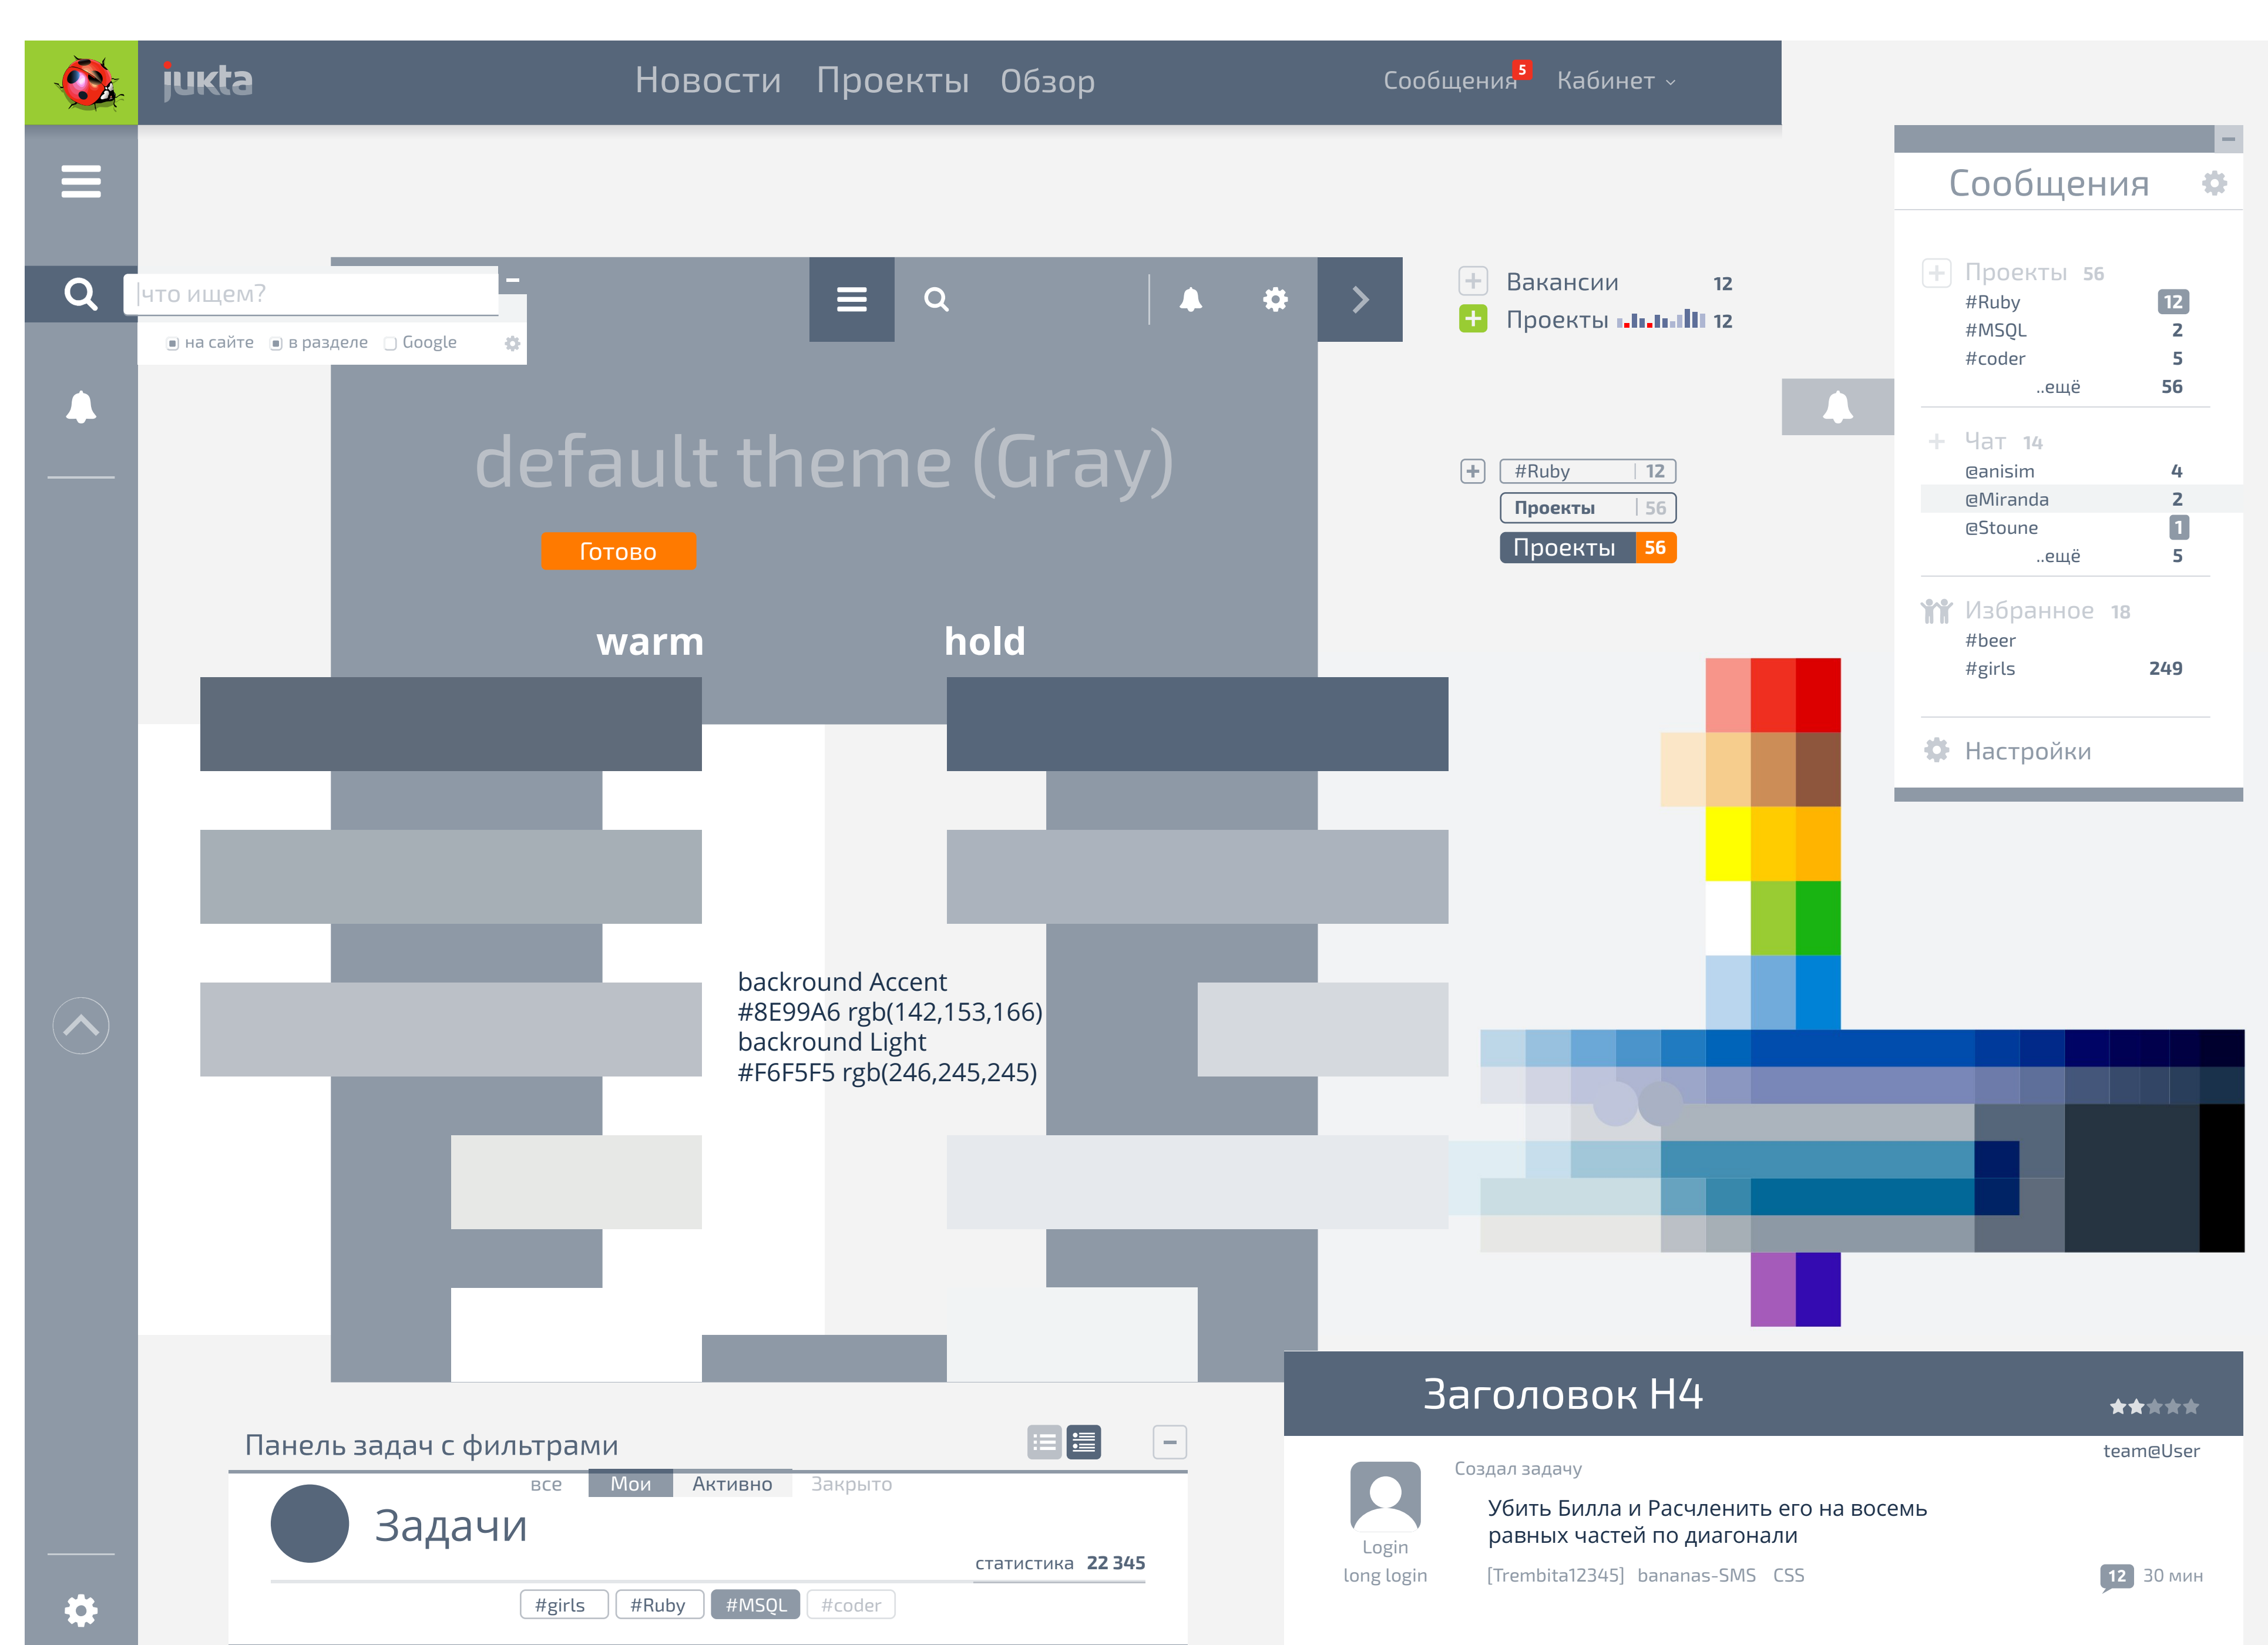 jukta
Новости Проекты Обзор
Сообщения 5 Кабинет
что ищем?
на сайте в разделе Google
default theme (Gray)
Готово
warm hold
backround Accent
#8E99A6 rgb(142,153,166)
backround Light
#F6F5F5 rgb(246,245,245)
Вакансии 12
Проекты 12
#Ruby 12
Проекты 56
Проекты 56
Сообщения
Проекты 56
#Ruby 12
#MSQL 2
#coder 5
..ещё 56
Чат 14
@anisim 4
@Miranda 2
@Stoune 1
..ещё 5
Избранное 18
#beer
#girls 249
Настройки
Панель задач с фильтрами
все Мои Активно Закрыто
Задачи
статистика 22 345
#girls #Ruby #MSQL #coder
Заголовок H4
team@User
Создал задачу
Убить Билла и Расчленить его на восемь
равных частей по диагонали
Login
long login
[Trembita12345] bananas-SMS CSS
12 30 мин